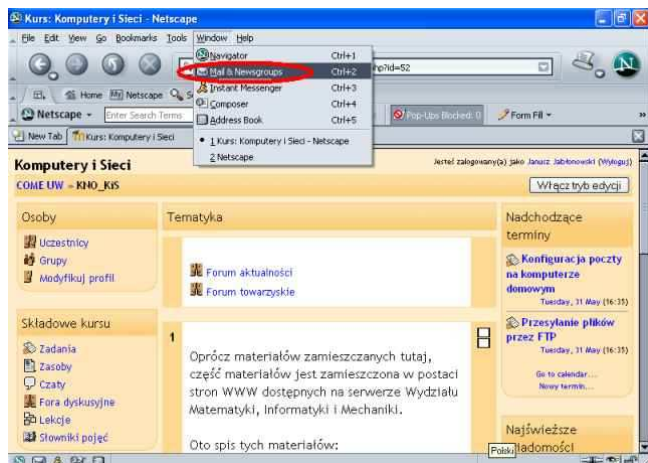 Kurs: Komputery i Sieci - Netscape
File Edit View Go Bookmarks Tools Window Help
Navigator Ctrl+1
Mail & Newsgroups Ctrl+2
Instant Messenger Ctrl+3
Composer Ctrl+4
Address Book Ctrl+5
1 Kurs: Komputery i Sieci - Netscape
2 Netscape
hp?id=52
Home My Netscape
Netscape Enter Search Terms Pop-Ups Blocked: 0 Form Fill
New Tab Kurs: Komputery i Sieci
Komputery i Sieci
Jesteś zalogowany(a) jako Janusz Jabłonowski (Wyloguj)
COME UW » KNO_KiS
Włącz tryb edycji
Osoby
Uczestnicy
Grupy
Modyfikuj profil
Składowe kursu
Zadania
Zasoby
Czaty
Fora dyskusyjne
Lekcje
Słowniki pojęć
Tematyka
Forum aktualności
Forum towarzyskie
1
Oprócz materiałów zamieszczanych tutaj,
część materiałów jest zamieszczona w postaci
stron WWW dostępnych na serwerze Wydziału
Matematyki, Informatyki i Mechaniki.
Oto spis tych materiałów:
Nadchodzące
terminy
Konfiguracja poczty
na komputerze
domowym
Tuesday, 31 May (16:35)
Przesyłanie plików
przez FTP
Tuesday, 31 May (16:35)
Go to calendar...
Nowy termin...
Najświeższe
wiadomości
Polski